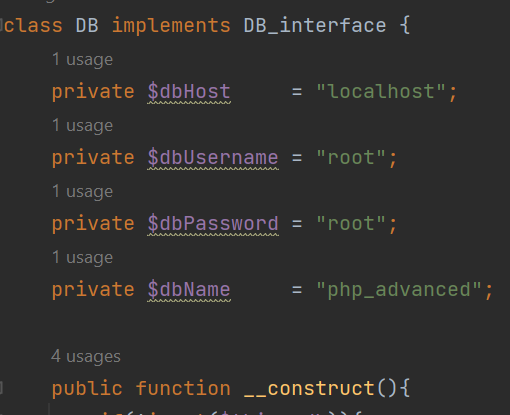 class DB implements DB_interface {
1 usage
private $dbHost     = "localhost";
1 usage
private $dbUsername = "root";
1 usage
private $dbPassword = "root";
1 usage
private $dbName     = "php_advanced";
4 usages
public function __construct(){